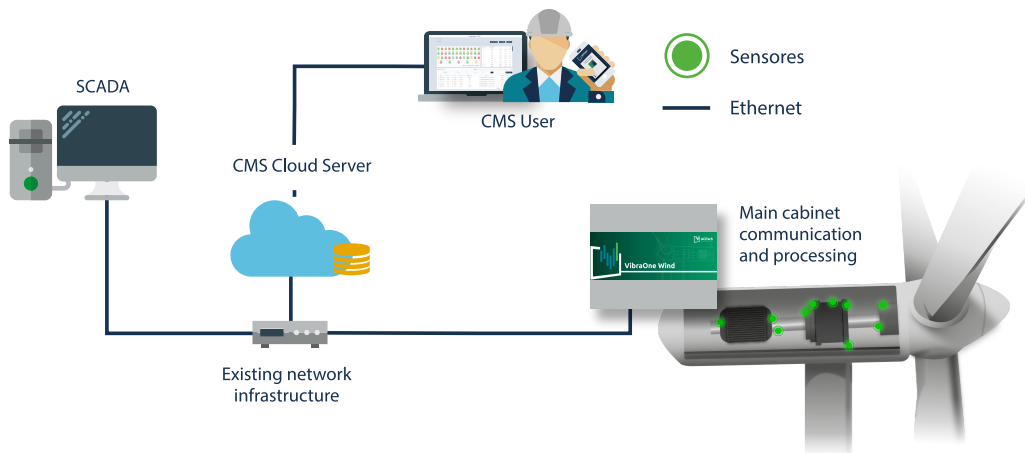 SCADA
CMS Cloud Server
CMS User
Sensores
Ethernet
Main cabinet
communication
and processing
VibraOne Wind
Existing network
infrastructure